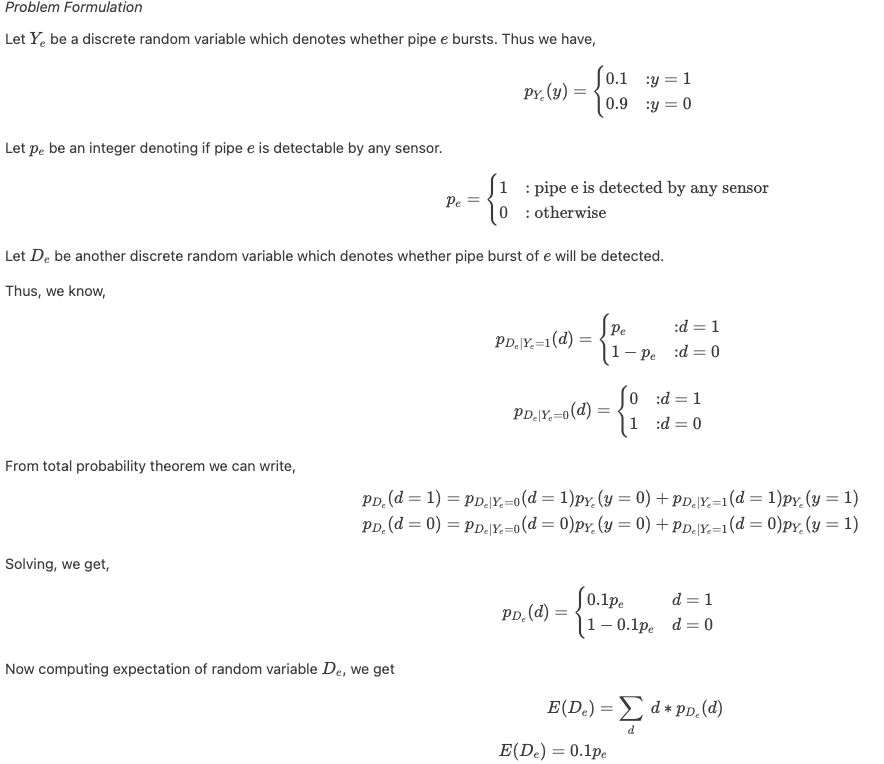 Problem Formulation
Let $Y_e$ be a discrete random variable which denotes whether pipe $e$ bursts. Thus we have,
$$p_{Y_e}(y) = \begin{cases} 0.1 & :y = 1 \\ 0.9 & :y = 0 \end{cases}$$
Let $p_e$ be an integer denoting if pipe $e$ is detectable by any sensor.
$$p_e = \begin{cases} 1 & : \text{pipe e is detected by any sensor} \\ 0 & : \text{otherwise} \end{cases}$$
Let $D_e$ be another discrete random variable which denotes whether pipe burst of $e$ will be detected.
Thus, we know,
$$p_{D_e|Y_e=1}(d) = \begin{cases} p_e & :d = 1 \\ 1 - p_e & :d = 0 \end{cases}$$
$$p_{D_e|Y_e=0}(d) = \begin{cases} 0 & :d = 1 \\ 1 & :d = 0 \end{cases}$$
From total probability theorem we can write,
$$p_{D_e}(d = 1) = p_{D_e|Y_e=0}(d = 1)p_{Y_e}(y = 0) + p_{D_e|Y_e=1}(d = 1)p_{Y_e}(y = 1)$$
$$p_{D_e}(d = 0) = p_{D_e|Y_e=0}(d = 0)p_{Y_e}(y = 0) + p_{D_e|Y_e=1}(d = 0)p_{Y_e}(y = 1)$$
Solving, we get,
$$p_{D_e}(d) = \begin{cases} 0.1p_e & d = 1 \\ 1 - 0.1p_e & d = 0 \end{cases}$$
Now computing expectation of random variable $D_e$, we get
$$E(D_e) = \sum_d d * p_{D_e}(d)$$
$$E(D_e) = 0.1p_e$$